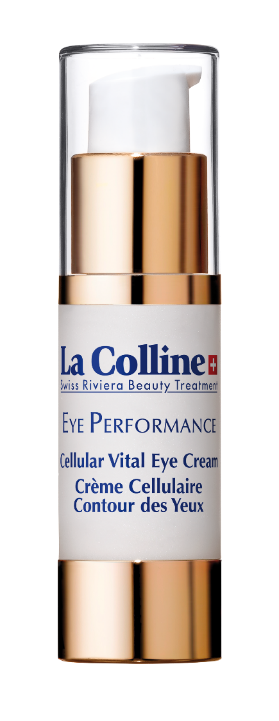 La Colline
Swiss Riviera Beauty Treatment
EYE PERFORMANCE
Cellular Vital Eye Cream
Crème Cellulaire
Contour des Yeux